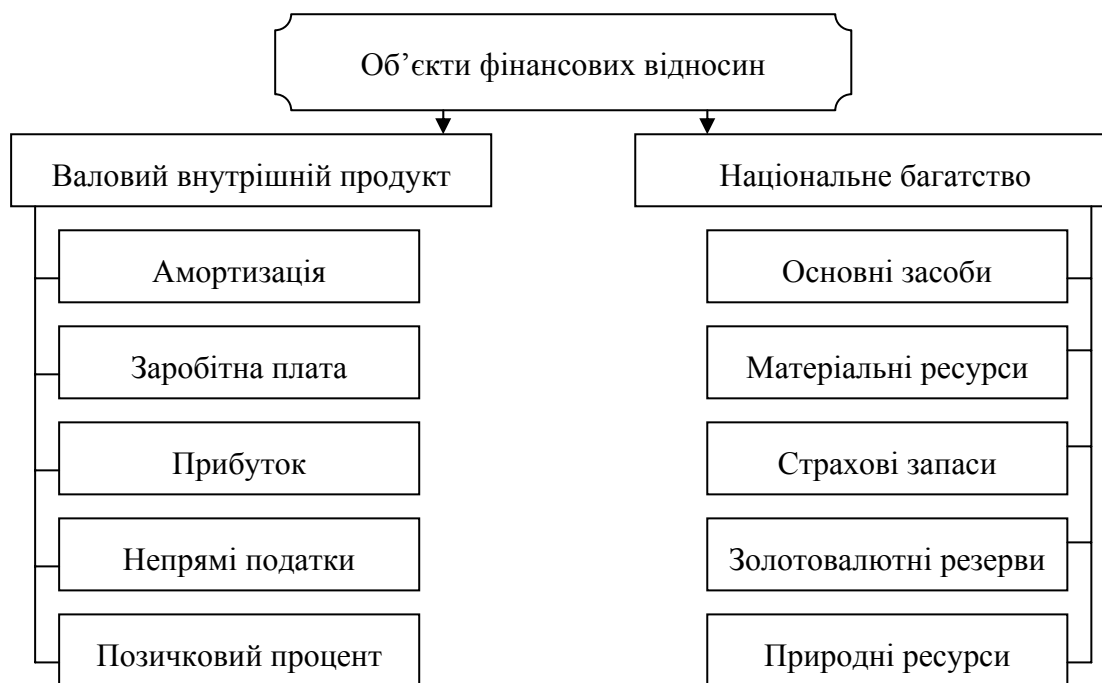 Об’єкти фінансових відносин
Валовий внутрішній продукт
Національне багатство
Амортизація
Основні засоби
Заробітна плата
Матеріальні ресурси
Прибуток
Страхові запаси
Непрямі податки
Золотовалютні резерви
Позичковий процент
Природні ресурси